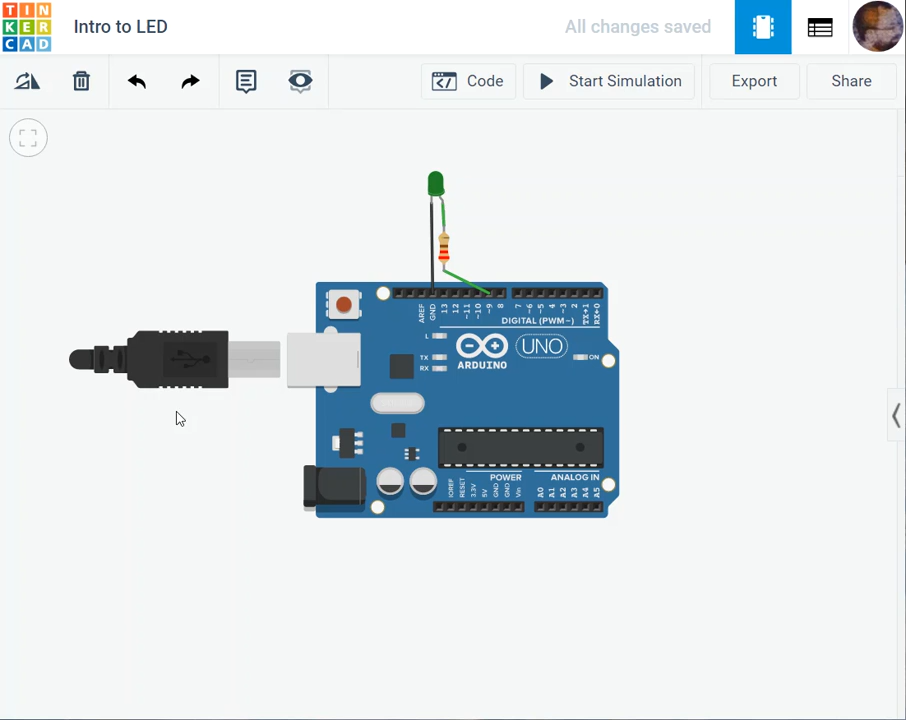 TIN
KER
CAD
Intro to LED
All changes saved
Code
Start Simulation
Export
Share
AREF
GND
13
12
~11
~10
~9
8
7
~6
~5
4
~3
2
TX→1
RX←0
DIGITAL (PWM~)
L
TX
RX
ARDUINO
UNO
ON
POWER
ANALOG IN
IOREF
RESET
3.3V
5V
GND
GND
Vin
A0
A1
A2
A3
A4
A5